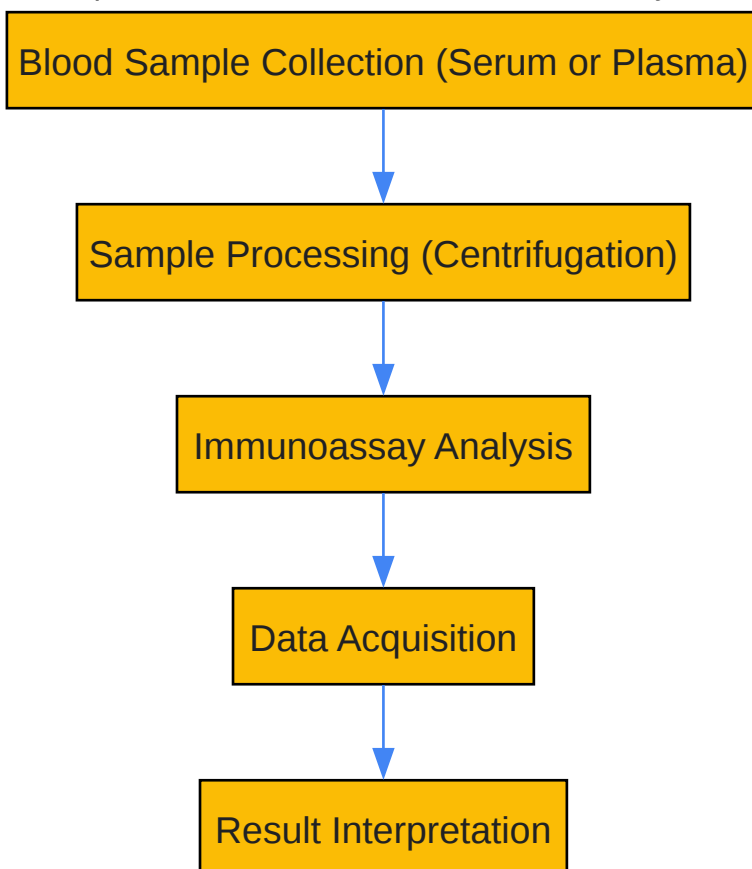 Blood Sample Collection (Serum or Plasma)
Sample Processing (Centrifugation)
Immunoassay Analysis
Data Acquisition
Result Interpretation